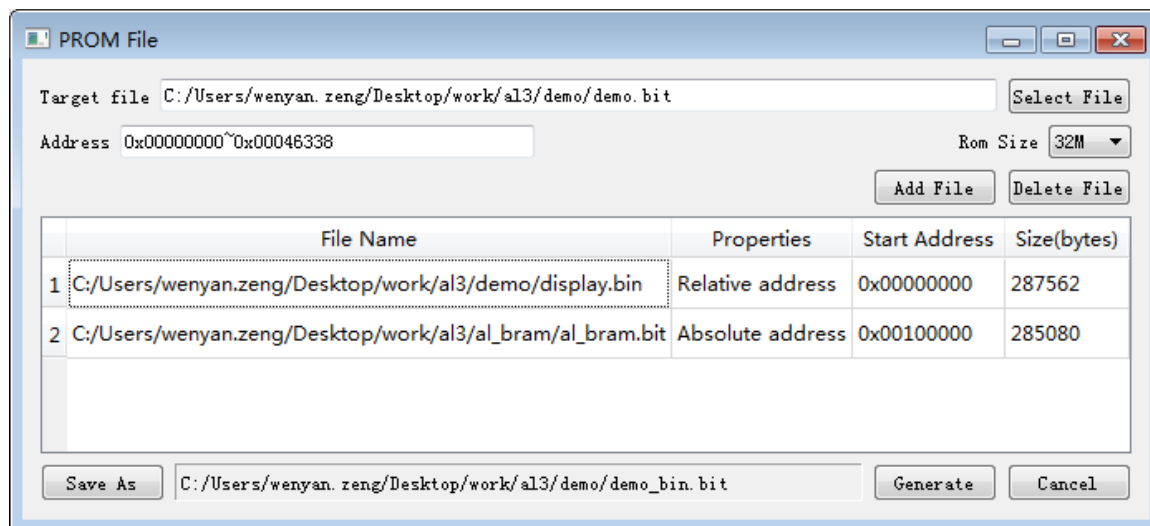 PROM File
Target file C:/Users/wenyan.zeng/Desktop/work/al3/demo/demo.bit Select File
Address 0x00000000~0x00046338 Rom Size 32M
Add File Delete File
File Name Properties Start Address Size(bytes)
1 C:/Users/wenyan.zeng/Desktop/work/al3/demo/display.bin Relative address 0x00000000 287562
2 C:/Users/wenyan.zeng/Desktop/work/al3/al_bram/al_bram.bit Absolute address 0x00100000 285080
Save As C:/Users/wenyan.zeng/Desktop/work/al3/demo/demo_bin.bit Generate Cancel